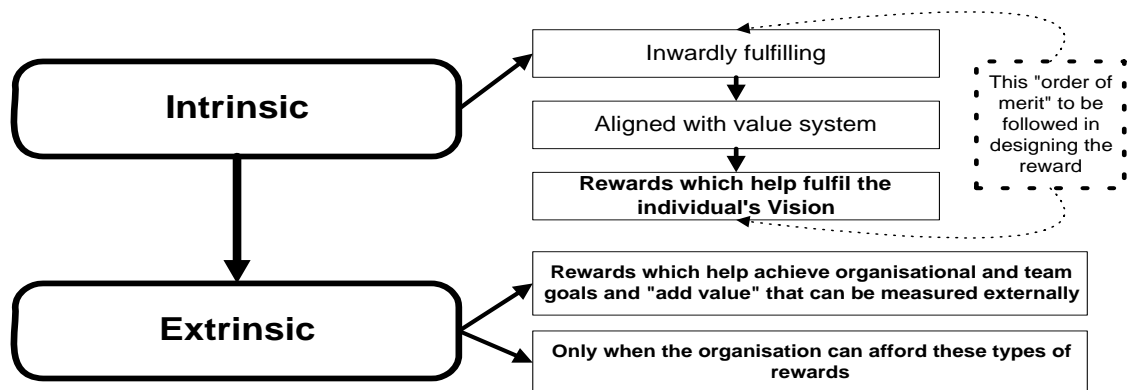 Intrinsic
Inwardly fulfilling
Aligned with value system
Rewards which help fulfil the
individual's Vision
This "order of
merit" to be
followed in
designing the
reward
Extrinsic
Rewards which help achieve organisational and team
goals and "add value" that can be measured externally
Only when the organisation can afford these types of
rewards